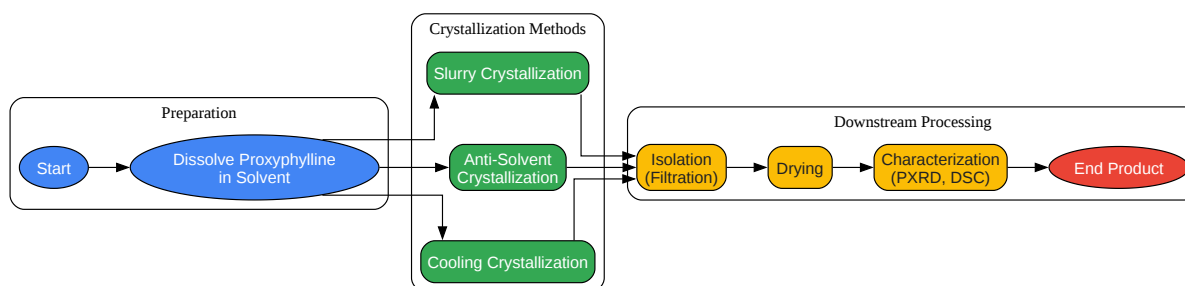 Preparation
Start
Dissolve Proxyphylline
in Solvent
Crystallization Methods
Slurry Crystallization
Anti-Solvent
Crystallization
Cooling Crystallization
Downstream Processing
Isolation
(Filtration)
Drying
Characterization
(PXRD, DSC)
End Product